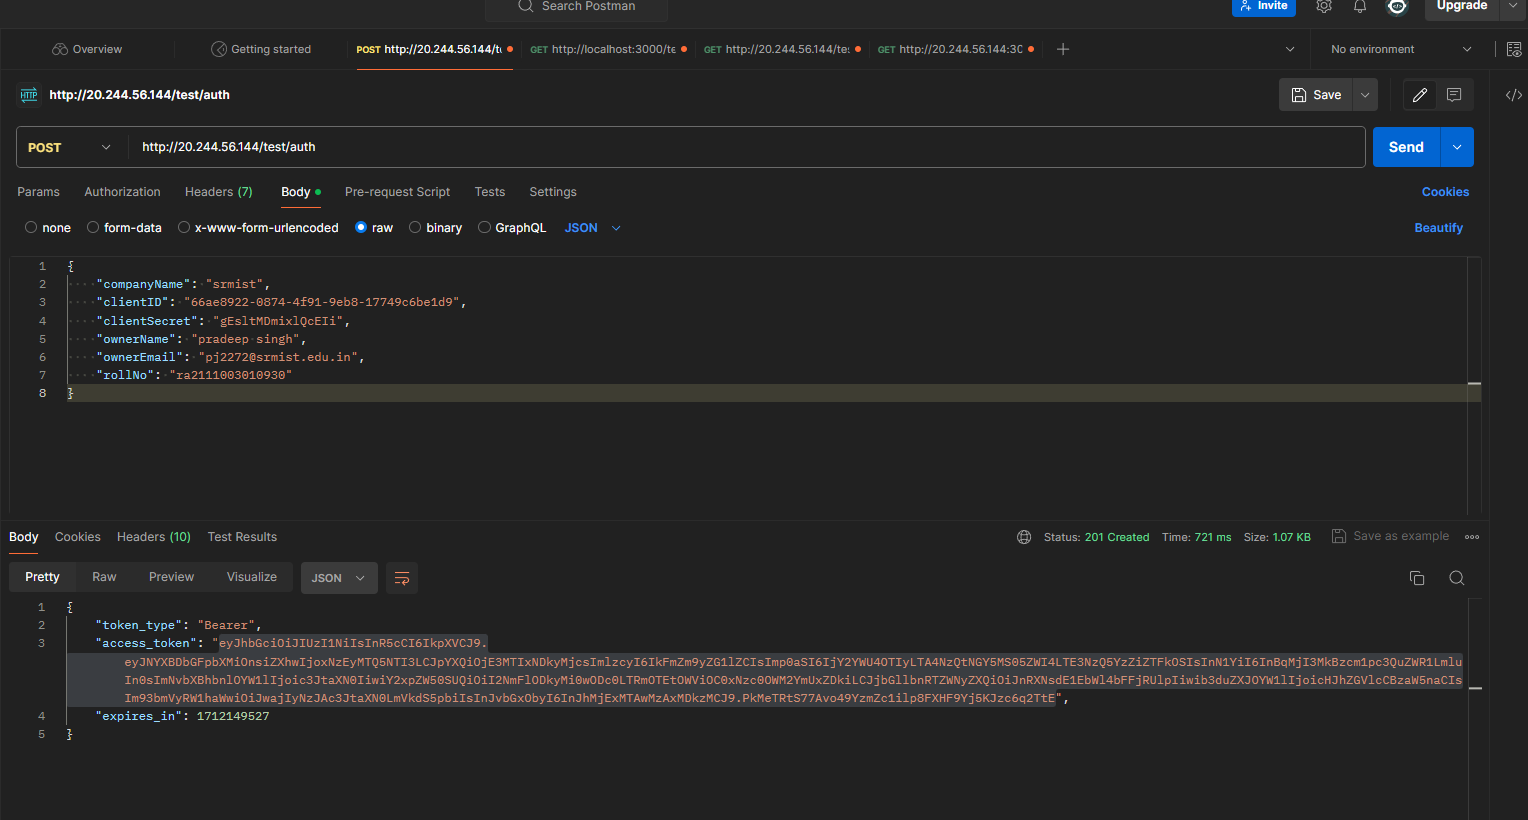 Search Postman
Invite
Upgrade
Overview
Getting started
POST http://20.244.56.144/t
GET http://localhost:3000/te
GET http://20.244.56.144/tes
GET http://20.244.56.144:30
No environment
HTTP
http://20.244.56.144/test/auth
Save
POST
http://20.244.56.144/test/auth
Send
Params
Authorization
Headers (7)
Body
Pre-request Script
Tests
Settings
Cookies
none
form-data
x-www-form-urlencoded
raw
binary
GraphQL
JSON
Beautify
1 {
2 "companyName": "srmist",
3 "clientID": "66ae8922-0874-4f91-9eb8-17749c6be1d9",
4 "clientSecret": "gEsltMDmixlQcEIi",
5 "ownerName": "pradeep singh",
6 "ownerEmail": "pj2272@srmist.edu.in",
7 "rollNo": "ra2111003010930"
8 }
Body
Cookies
Headers (10)
Test Results
Status: 201 Created
Time: 721 ms
Size: 1.07 KB
Save as example
Pretty
Raw
Preview
Visualize
JSON
1 {
2 "token_type": "Bearer",
3 "access_token": "eyJhbGciOiJIUzI1NiIsInR5cCI6IkpXVCJ9.
4 "expires_in": 1712149527
5 }